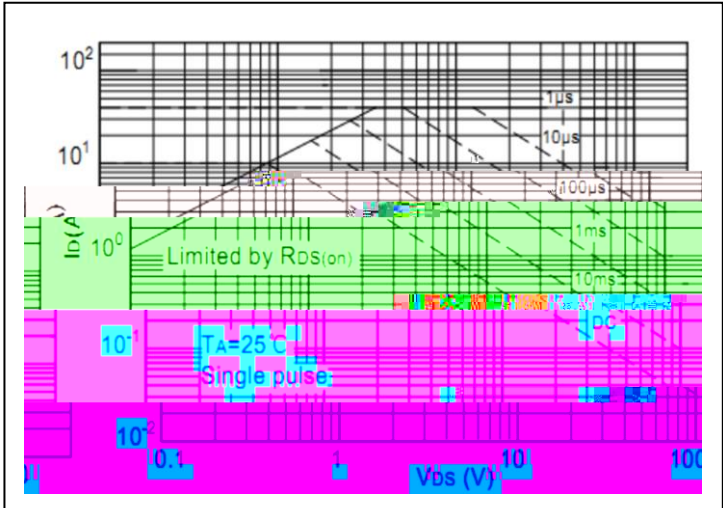 10²
1µs
10µs
10¹
100µs
ID(A
1ms
10⁰
Limited by RDS(on)
10ms
DC
10⁻¹
TA=25℃
Single pulse
10⁻²
0.1
1
10
100
VDS (V)